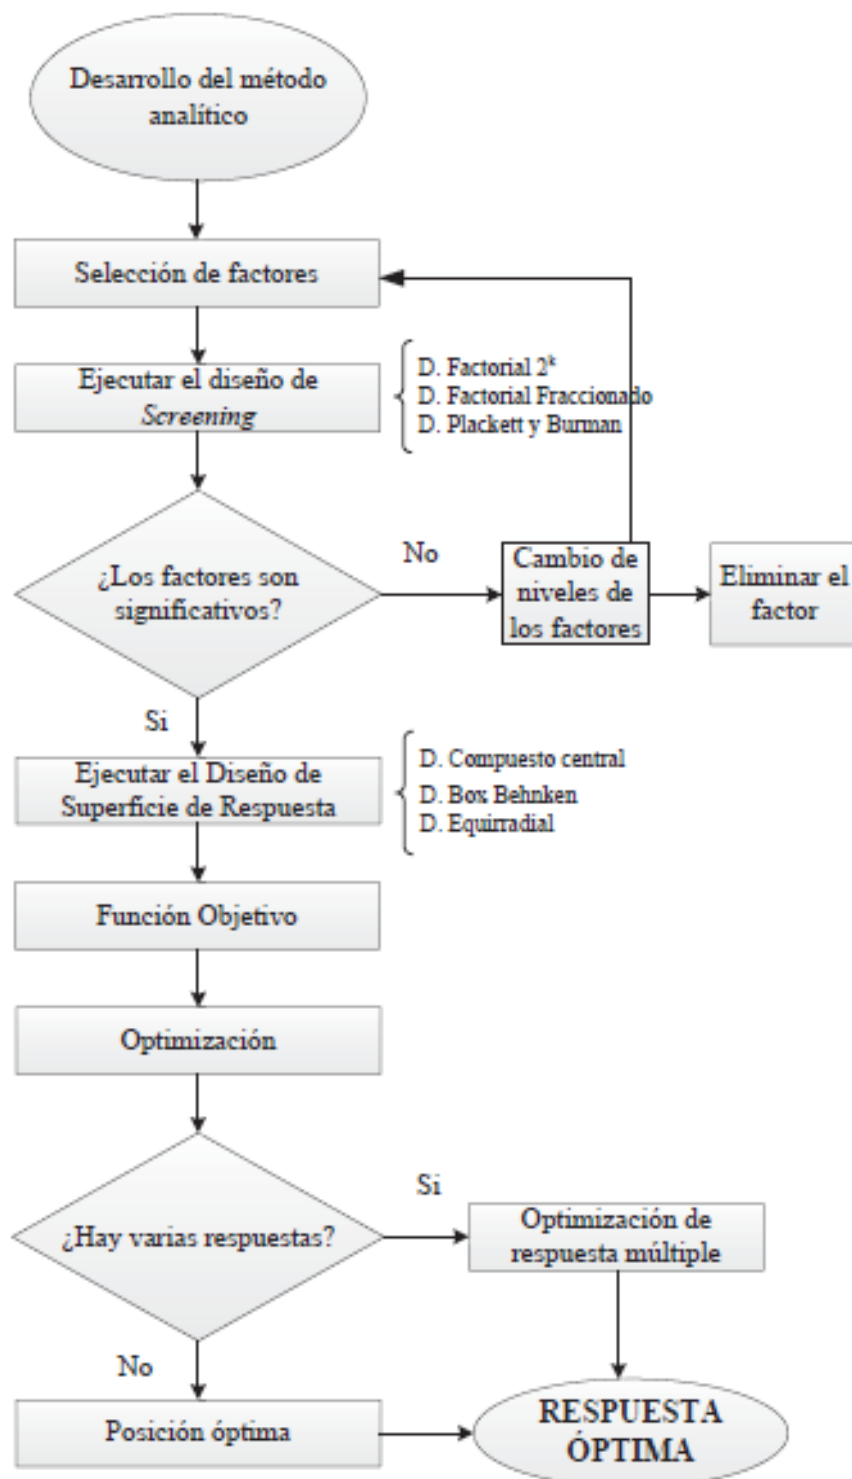 Desarrollo del método
analítico
Selección de factores
Ejecutar el diseño de
Screening
D. Factorial 2ᵏ
D. Factorial Fraccionado
D. Plackett y Burman
¿Los factores son
significativos?
No
Cambio de
niveles de
los factores
Eliminar el
factor
Si
Ejecutar el Diseño de
Superficie de Respuesta
D. Compuesto central
D. Box Behnken
D. Equirradial
Función Objetivo
Optimización
¿Hay varias respuestas?
Si
Optimización de
respuesta múltiple
No
Posición óptima
RESPUESTA
ÓPTIMA